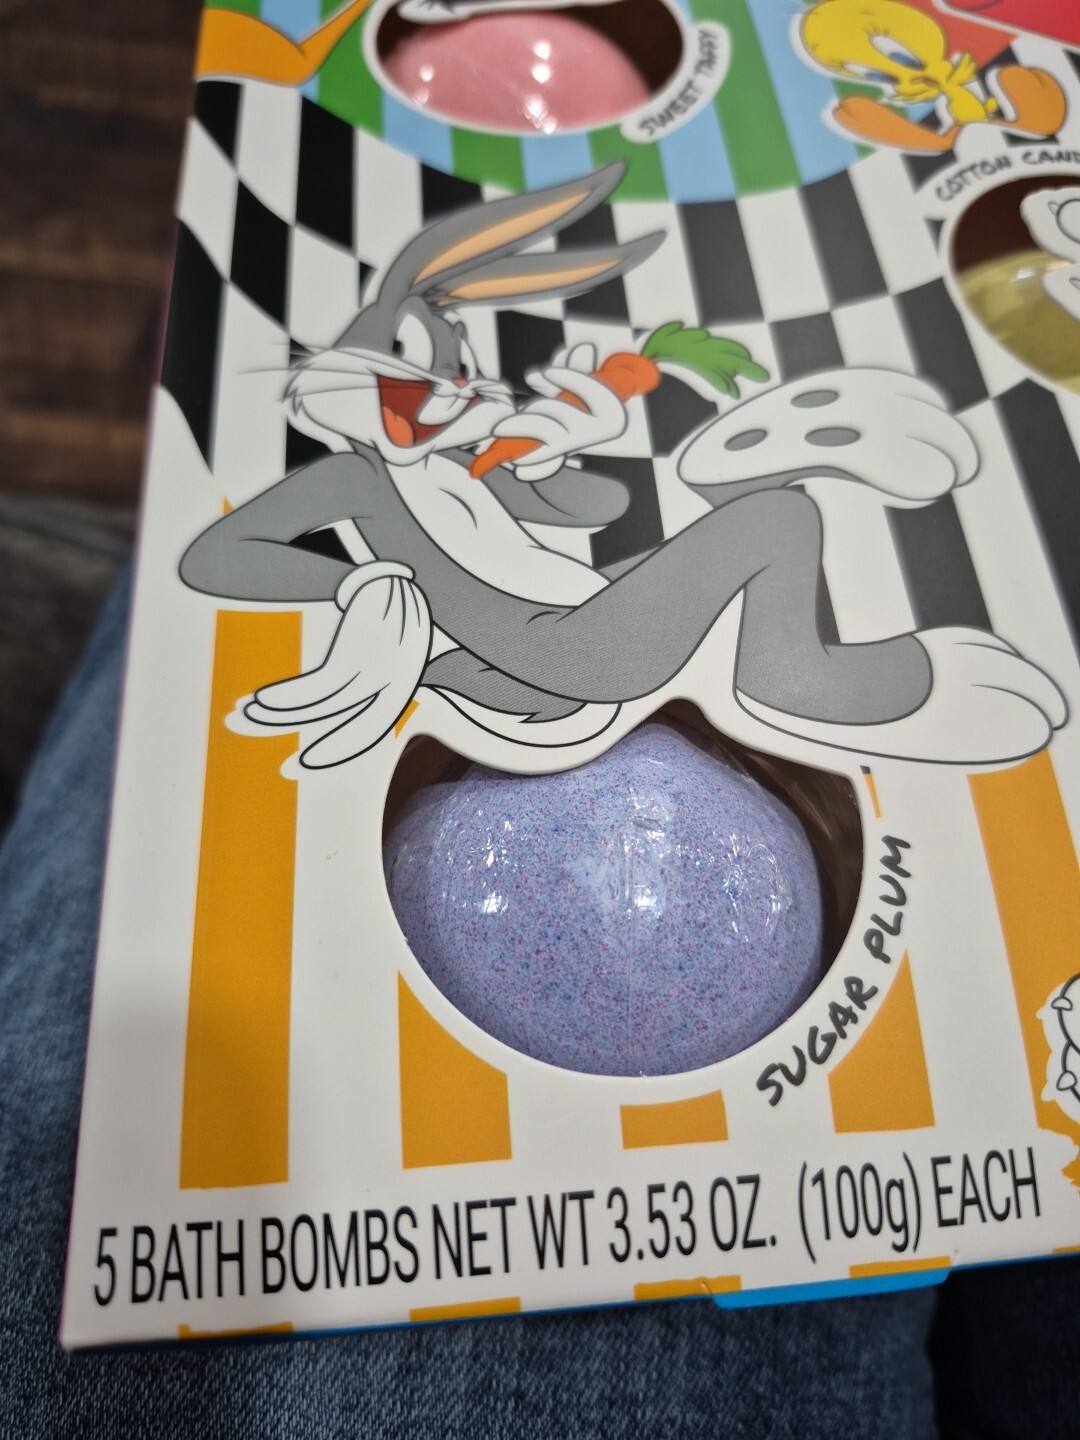 SWEET TAFFY
COTTON CAND
SUGAR PLUM
5 BATH BOMBS NET WT 3.53 OZ. (100g) EACH